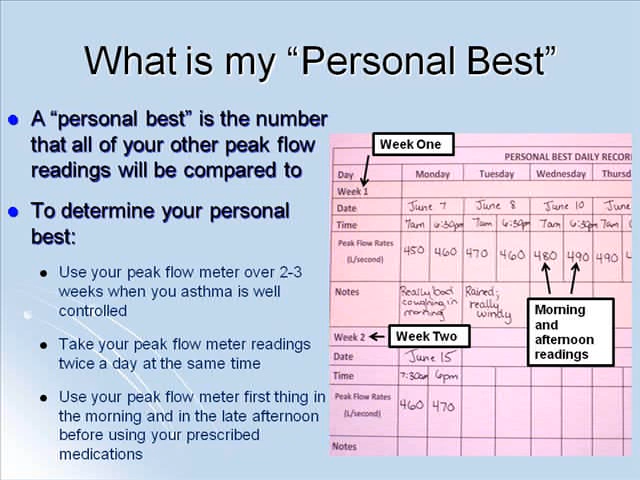 What is my “Personal Best”
A “personal best” is the number
that all of your other peak flow
readings will be compared to
To determine your personal
best:
Use your peak flow meter over 2-3
weeks when you asthma is well
controlled
Take your peak flow meter readings
twice a day at the same time
Use your peak flow meter first thing in
the morning and in the late afternoon
before using your prescribed
medications
Week One
PERSONAL BEST DAILY RECOR
Day Monday Tuesday Wednesday Thursd
Week 1
Date June 7 June 8 June 10 June
Time 7am 6:30pm 7am 6:30pm 7am 6:30pm 7am
Peak Flow Rates
(L/second)
450 460 470 460 480 490 490
Notes
Really bad
coughing in
morning
Rained;
really
windy
Morning
and
afternoon
readings
Week 2
Week Two
Date June 15
Time 7:30am 6pm
Peak Flow Rates
(L/second)
460 470
Notes